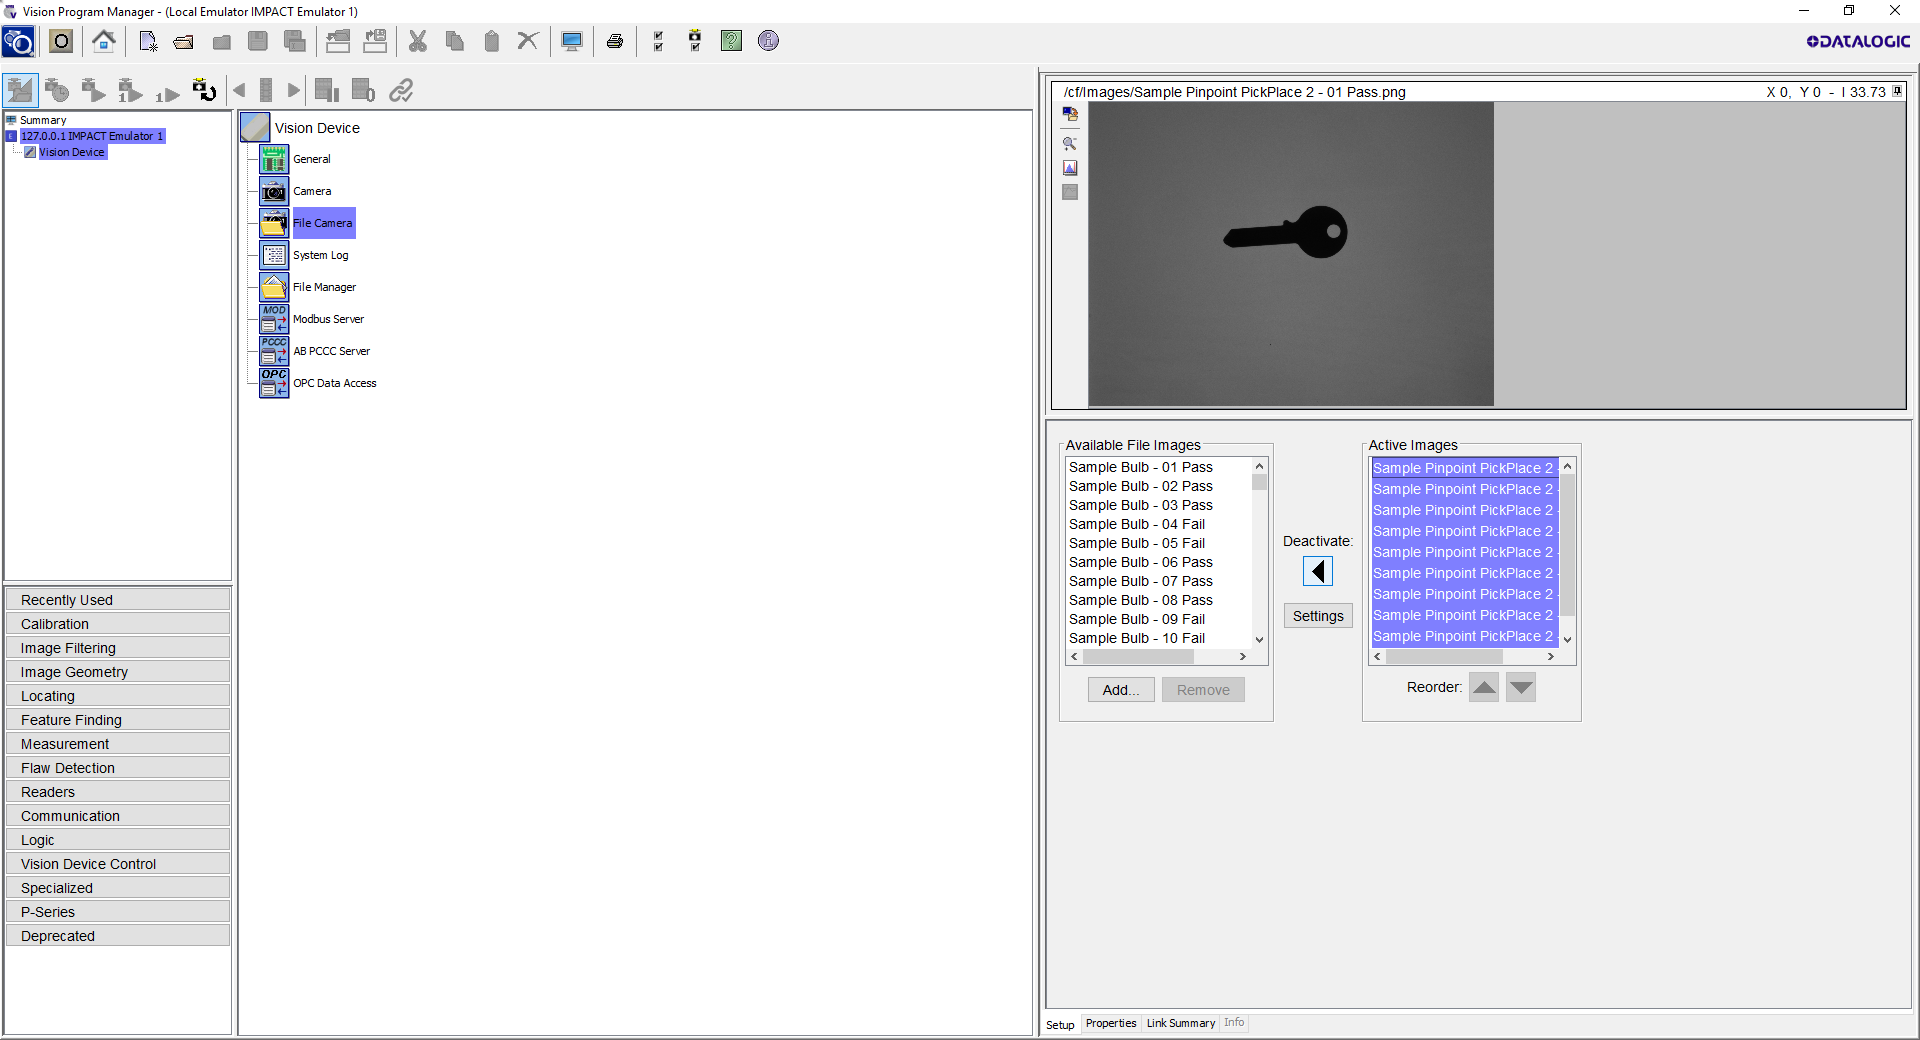 Vision Program Manager - (Local Emulator IMPACT Emulator 1)
O
?
i
DATALOGIC
1
1
Summary
E
127.0.0.1 IMPACT Emulator 1
Vision Device
Vision Device
General
Camera
File Camera
System Log
File Manager
MOD
Modbus Server
PCCC
AB PCCC Server
OPC
OPC Data Access
Recently Used
Calibration
Image Filtering
Image Geometry
Locating
Feature Finding
Measurement
Flaw Detection
Readers
Communication
Logic
Vision Device Control
Specialized
P-Series
Deprecated
/cf/Images/Sample Pinpoint PickPlace 2 - 01 Pass.png
X 0, Y 0 - I 33.73
Available File Images
Sample Bulb - 01 Pass
Sample Bulb - 02 Pass
Sample Bulb - 03 Pass
Sample Bulb - 04 Fail
Sample Bulb - 05 Fail
Sample Bulb - 06 Pass
Sample Bulb - 07 Pass
Sample Bulb - 08 Pass
Sample Bulb - 09 Fail
Sample Bulb - 10 Fail
Add...
Remove
Deactivate:
Settings
Active Images
Sample Pinpoint PickPlace 2 -
Sample Pinpoint PickPlace 2 -
Sample Pinpoint PickPlace 2 -
Sample Pinpoint PickPlace 2 -
Sample Pinpoint PickPlace 2 -
Sample Pinpoint PickPlace 2 -
Sample Pinpoint PickPlace 2 -
Sample Pinpoint PickPlace 2 -
Sample Pinpoint PickPlace 2 -
Reorder:
Setup
Properties
Link Summary
Info